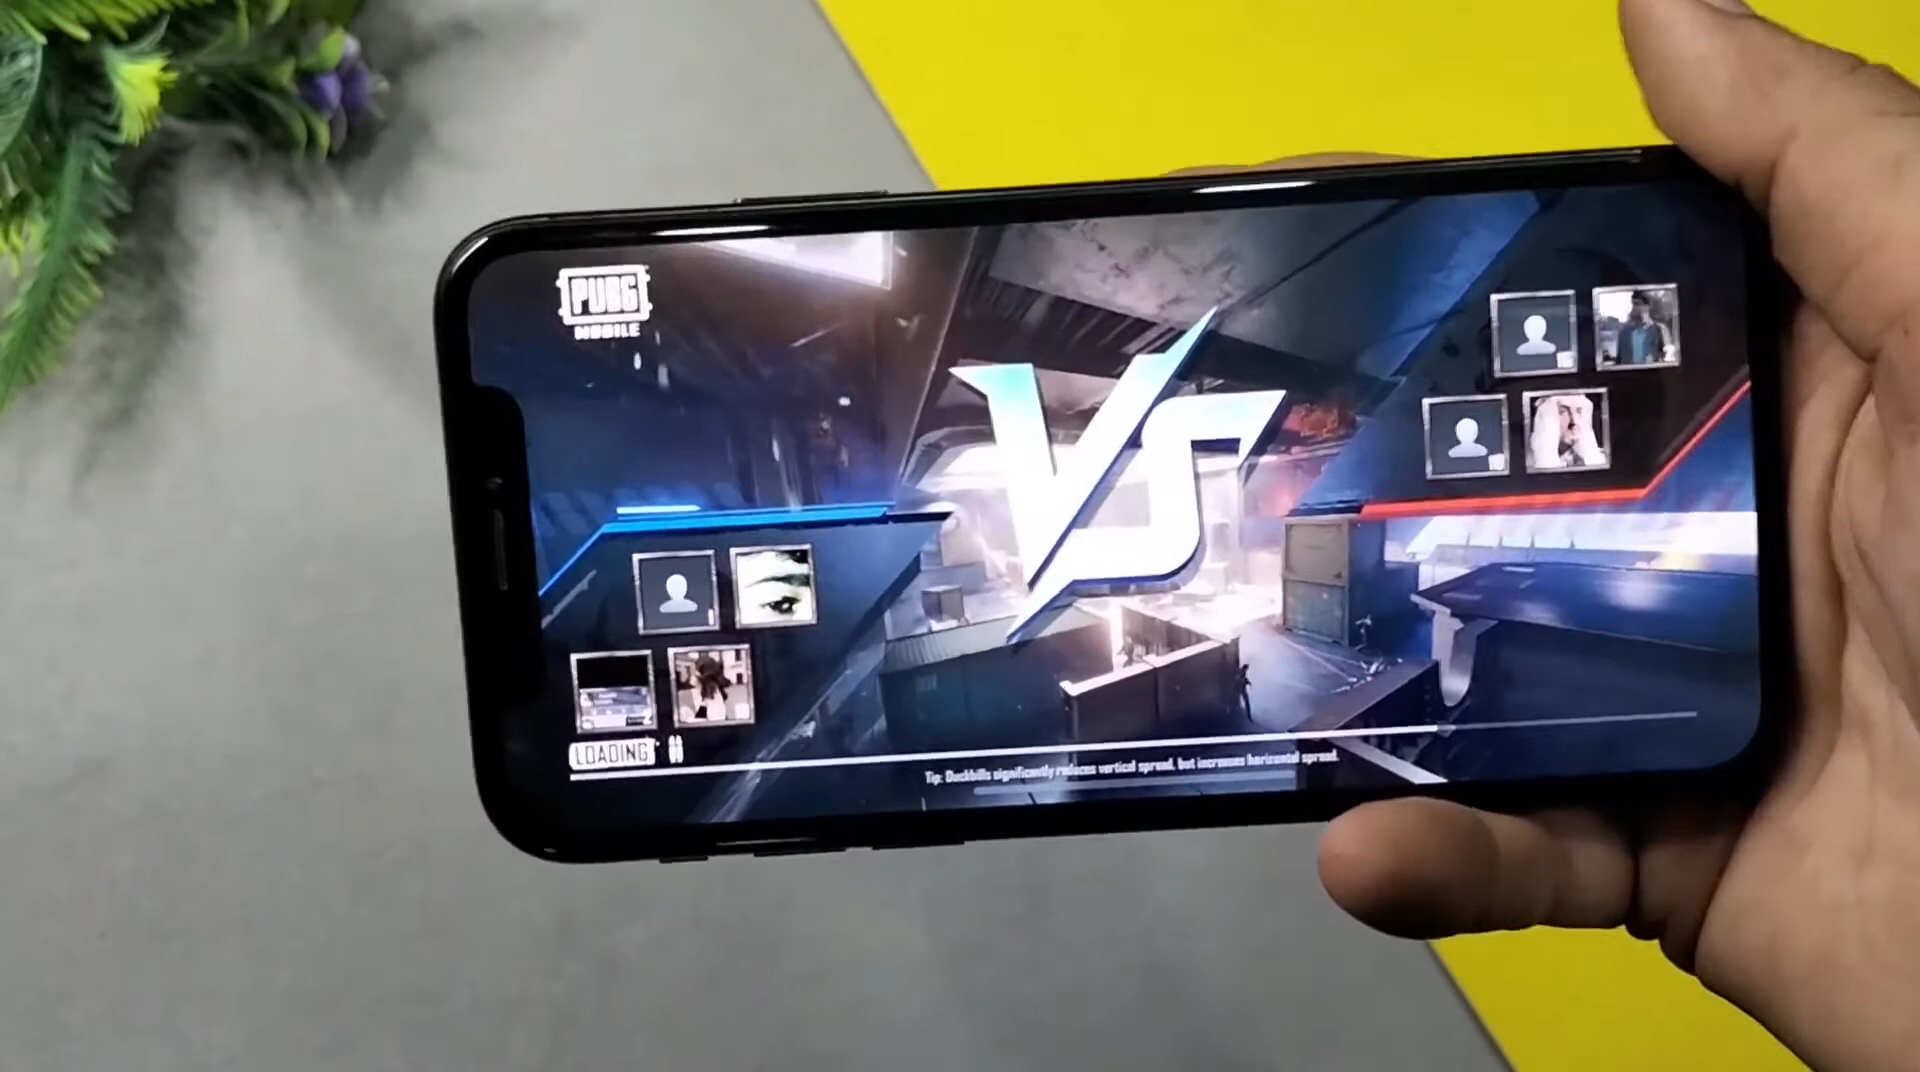 PUBG
MOBILE
VS
LOADING
Tip: Duckbills significantly reduces vertical spread, but increases horizontal spread.